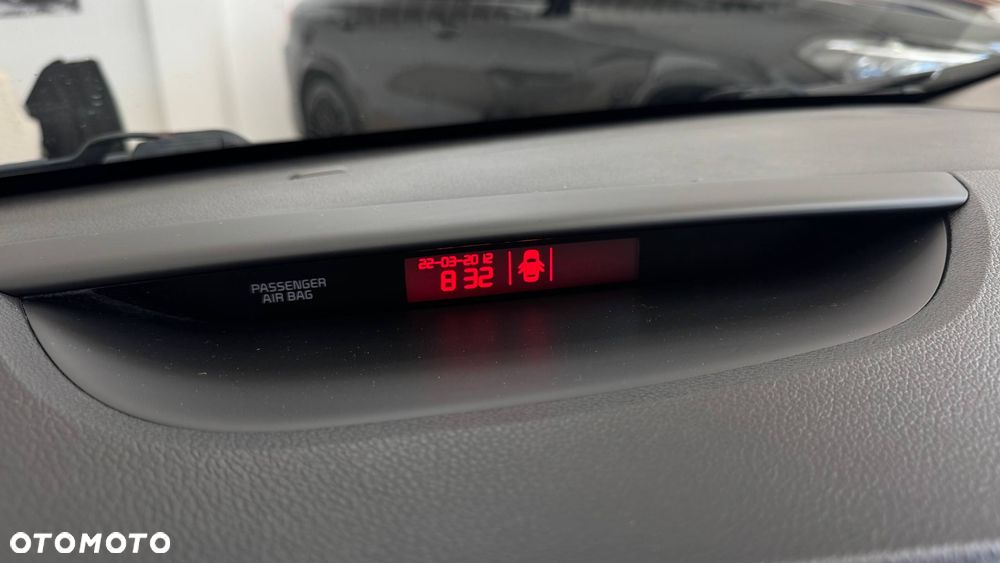 PASSENGER
AIR BAG
22-03-2012
8:32
OTOMOTO